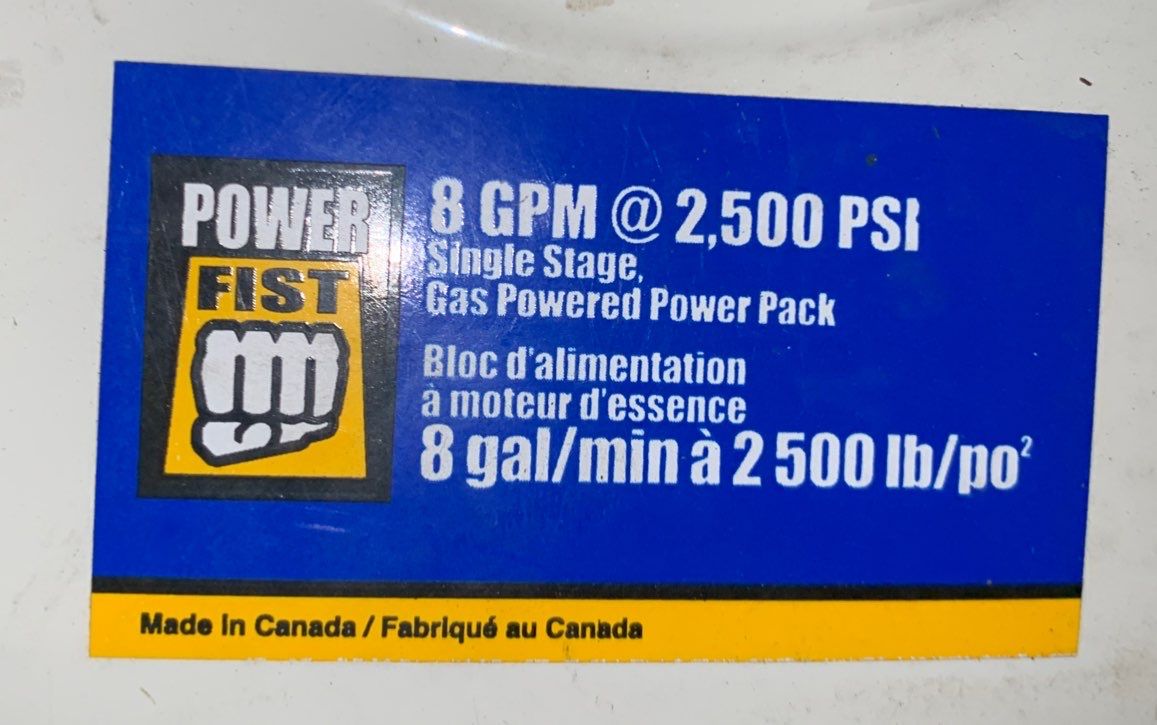 POWER
FIST
8 GPM @ 2,500 PSI
Single Stage,
Gas Powered Power Pack
Bloc d'alimentation
à moteur d'essence
8 gal/min à 2 500 lb/po²
Made in Canada / Fabriqué au Canada